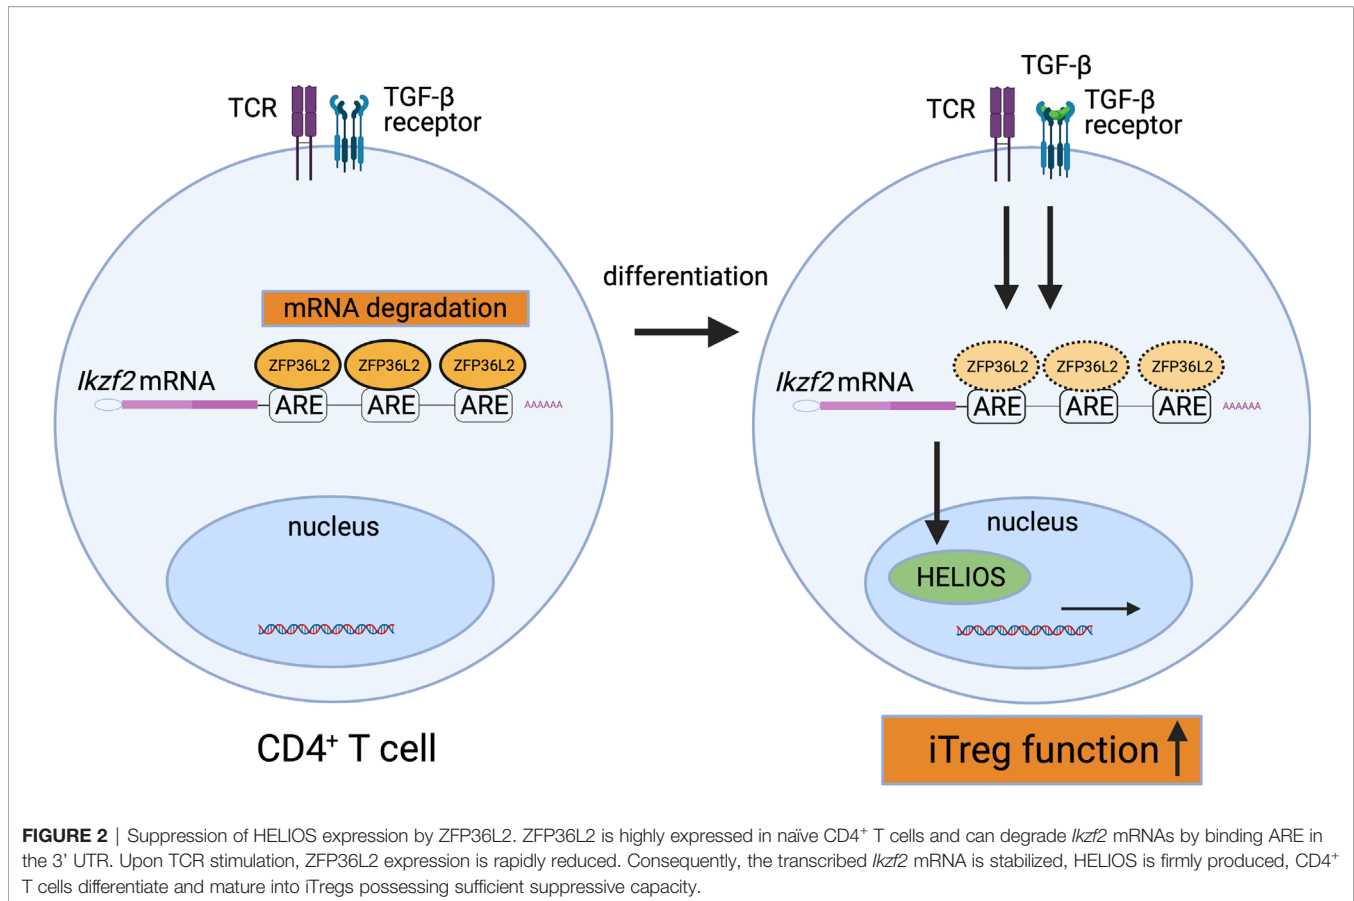 TCR
TGF-β
receptor
mRNA degradation
ZFP36L2 ZFP36L2 ZFP36L2
Ikzf2 mRNA
ARE ARE ARE AAAAAA
nucleus
CD4⁺ T cell
differentiation
TGF-β
TCR
TGF-β
receptor
ZFP36L2 ZFP36L2 ZFP36L2
Ikzf2 mRNA
ARE ARE ARE AAAAAA
nucleus
HELIOS
iTreg function
FIGURE 2 | Suppression of HELIOS expression by ZFP36L2. ZFP36L2 is highly expressed in naïve CD4⁺ T cells and can degrade Ikzf2 mRNAs by binding ARE in
the 3’ UTR. Upon TCR stimulation, ZFP36L2 expression is rapidly reduced. Consequently, the transcribed Ikzf2 mRNA is stabilized, HELIOS is firmly produced, CD4⁺
T cells differentiate and mature into iTregs possessing sufficient suppressive capacity.